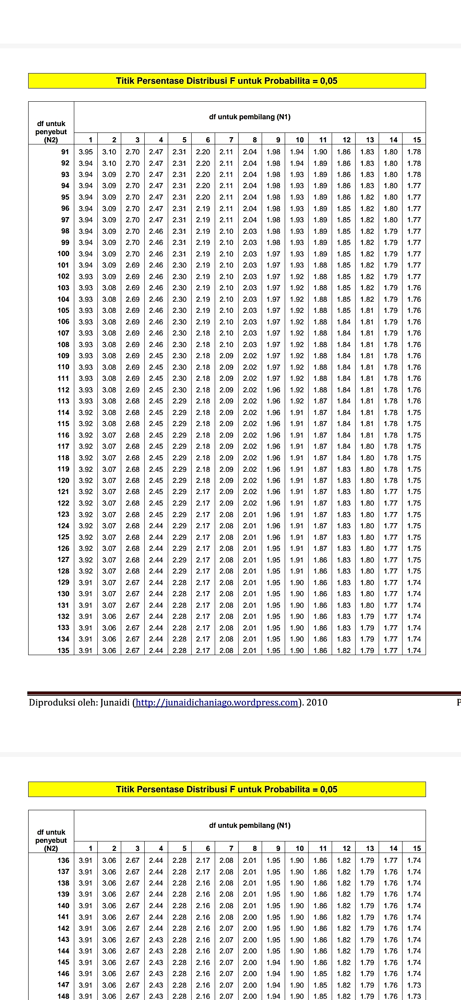 Titik Persentase Distribusi F untuk Probabilita = 0,05
df untuk pembilang (N1)
df untuk
penyebut
(N2)
1 2 3 4 5 6 7 8 9 10 11 12 13 14 15
91 3.95 3.10 2.70 2.47 2.31 2.20 2.11 2.04 1.98 1.94 1.90 1.86 1.83 1.80 1.78
92 3.94 3.10 2.70 2.47 2.31 2.20 2.11 2.04 1.98 1.94 1.89 1.86 1.83 1.80 1.78
93 3.94 3.09 2.70 2.47 2.31 2.20 2.11 2.04 1.98 1.93 1.89 1.86 1.83 1.80 1.78
94 3.94 3.09 2.70 2.47 2.31 2.20 2.11 2.04 1.98 1.93 1.89 1.86 1.83 1.80 1.77
95 3.94 3.09 2.70 2.47 2.31 2.20 2.11 2.04 1.98 1.93 1.89 1.86 1.82 1.80 1.77
96 3.94 3.09 2.70 2.47 2.31 2.19 2.11 2.04 1.98 1.93 1.89 1.85 1.82 1.80 1.77
97 3.94 3.09 2.70 2.47 2.31 2.19 2.11 2.04 1.98 1.93 1.89 1.85 1.82 1.80 1.77
98 3.94 3.09 2.70 2.46 2.31 2.19 2.10 2.03 1.98 1.93 1.89 1.85 1.82 1.79 1.77
99 3.94 3.09 2.70 2.46 2.31 2.19 2.10 2.03 1.98 1.93 1.89 1.85 1.82 1.79 1.77
100 3.94 3.09 2.70 2.46 2.31 2.19 2.10 2.03 1.97 1.93 1.89 1.85 1.82 1.79 1.77
101 3.94 3.09 2.69 2.46 2.30 2.19 2.10 2.03 1.97 1.93 1.88 1.85 1.82 1.79 1.77
102 3.93 3.09 2.69 2.46 2.30 2.19 2.10 2.03 1.97 1.92 1.88 1.85 1.82 1.79 1.77
103 3.93 3.08 2.69 2.46 2.30 2.19 2.10 2.03 1.97 1.92 1.88 1.85 1.82 1.79 1.76
104 3.93 3.08 2.69 2.46 2.30 2.19 2.10 2.03 1.97 1.92 1.88 1.85 1.82 1.79 1.76
105 3.93 3.08 2.69 2.46 2.30 2.19 2.10 2.03 1.97 1.92 1.88 1.85 1.81 1.79 1.76
106 3.93 3.08 2.69 2.46 2.30 2.19 2.10 2.03 1.97 1.92 1.88 1.84 1.81 1.79 1.76
107 3.93 3.08 2.69 2.46 2.30 2.18 2.10 2.03 1.97 1.92 1.88 1.84 1.81 1.79 1.76
108 3.93 3.08 2.69 2.46 2.30 2.18 2.10 2.03 1.97 1.92 1.88 1.84 1.81 1.78 1.76
109 3.93 3.08 2.69 2.45 2.30 2.18 2.09 2.02 1.97 1.92 1.88 1.84 1.81 1.78 1.76
110 3.93 3.08 2.69 2.45 2.30 2.18 2.09 2.02 1.97 1.92 1.88 1.84 1.81 1.78 1.76
111 3.93 3.08 2.69 2.45 2.30 2.18 2.09 2.02 1.97 1.92 1.88 1.84 1.81 1.78 1.76
112 3.93 3.08 2.69 2.45 2.30 2.18 2.09 2.02 1.96 1.92 1.88 1.84 1.81 1.78 1.76
113 3.93 3.08 2.68 2.45 2.29 2.18 2.09 2.02 1.96 1.92 1.87 1.84 1.81 1.78 1.76
114 3.92 3.08 2.68 2.45 2.29 2.18 2.09 2.02 1.96 1.91 1.87 1.84 1.81 1.78 1.75
115 3.92 3.08 2.68 2.45 2.29 2.18 2.09 2.02 1.96 1.91 1.87 1.84 1.81 1.78 1.75
116 3.92 3.07 2.68 2.45 2.29 2.18 2.09 2.02 1.96 1.91 1.87 1.84 1.81 1.78 1.75
117 3.92 3.07 2.68 2.45 2.29 2.18 2.09 2.02 1.96 1.91 1.87 1.84 1.80 1.78 1.75
118 3.92 3.07 2.68 2.45 2.29 2.18 2.09 2.02 1.96 1.91 1.87 1.84 1.80 1.78 1.75
119 3.92 3.07 2.68 2.45 2.29 2.18 2.09 2.02 1.96 1.91 1.87 1.83 1.80 1.78 1.75
120 3.92 3.07 2.68 2.45 2.29 2.18 2.09 2.02 1.96 1.91 1.87 1.83 1.80 1.78 1.75
121 3.92 3.07 2.68 2.45 2.29 2.17 2.09 2.02 1.96 1.91 1.87 1.83 1.80 1.77 1.75
122 3.92 3.07 2.68 2.45 2.29 2.17 2.09 2.02 1.96 1.91 1.87 1.83 1.80 1.77 1.75
123 3.92 3.07 2.68 2.45 2.29 2.17 2.08 2.01 1.96 1.91 1.87 1.83 1.80 1.77 1.75
124 3.92 3.07 2.68 2.44 2.29 2.17 2.08 2.01 1.96 1.91 1.87 1.83 1.80 1.77 1.75
125 3.92 3.07 2.68 2.44 2.29 2.17 2.08 2.01 1.96 1.91 1.87 1.83 1.80 1.77 1.75
126 3.92 3.07 2.68 2.44 2.29 2.17 2.08 2.01 1.95 1.91 1.87 1.83 1.80 1.77 1.75
127 3.92 3.07 2.68 2.44 2.29 2.17 2.08 2.01 1.95 1.91 1.86 1.83 1.80 1.77 1.75
128 3.92 3.07 2.68 2.44 2.29 2.17 2.08 2.01 1.95 1.91 1.86 1.83 1.80 1.77 1.75
129 3.91 3.07 2.67 2.44 2.28 2.17 2.08 2.01 1.95 1.90 1.86 1.83 1.80 1.77 1.74
130 3.91 3.07 2.67 2.44 2.28 2.17 2.08 2.01 1.95 1.90 1.86 1.83 1.80 1.77 1.74
131 3.91 3.07 2.67 2.44 2.28 2.17 2.08 2.01 1.95 1.90 1.86 1.83 1.80 1.77 1.74
132 3.91 3.06 2.67 2.44 2.28 2.17 2.08 2.01 1.95 1.90 1.86 1.83 1.79 1.77 1.74
133 3.91 3.06 2.67 2.44 2.28 2.17 2.08 2.01 1.95 1.90 1.86 1.83 1.79 1.77 1.74
134 3.91 3.06 2.67 2.44 2.28 2.17 2.08 2.01 1.95 1.90 1.86 1.83 1.79 1.77 1.74
135 3.91 3.06 2.67 2.44 2.28 2.17 2.08 2.01 1.95 1.90 1.86 1.82 1.79 1.77 1.74
Diproduksi oleh: Junaidi (http://junaidichaniago.wordpress.com). 2010
P
Titik Persentase Distribusi F untuk Probabilita = 0,05
df untuk pembilang (N1)
df untuk
penyebut
(N2)
1 2 3 4 5 6 7 8 9 10 11 12 13 14 15
136 3.91 3.06 2.67 2.44 2.28 2.17 2.08 2.01 1.95 1.90 1.86 1.82 1.79 1.77 1.74
137 3.91 3.06 2.67 2.44 2.28 2.17 2.08 2.01 1.95 1.90 1.86 1.82 1.79 1.76 1.74
138 3.91 3.06 2.67 2.44 2.28 2.16 2.08 2.01 1.95 1.90 1.86 1.82 1.79 1.76 1.74
139 3.91 3.06 2.67 2.44 2.28 2.16 2.08 2.01 1.95 1.90 1.86 1.82 1.79 1.76 1.74
140 3.91 3.06 2.67 2.44 2.28 2.16 2.08 2.01 1.95 1.90 1.86 1.82 1.79 1.76 1.74
141 3.91 3.06 2.67 2.44 2.28 2.16 2.08 2.00 1.95 1.90 1.86 1.82 1.79 1.76 1.74
142 3.91 3.06 2.67 2.44 2.28 2.16 2.07 2.00 1.95 1.90 1.86 1.82 1.79 1.76 1.74
143 3.91 3.06 2.67 2.43 2.28 2.16 2.07 2.00 1.95 1.90 1.86 1.82 1.79 1.76 1.74
144 3.91 3.06 2.67 2.43 2.28 2.16 2.07 2.00 1.95 1.90 1.86 1.82 1.79 1.76 1.74
145 3.91 3.06 2.67 2.43 2.28 2.16 2.07 2.00 1.94 1.90 1.86 1.82 1.79 1.76 1.74
146 3.91 3.06 2.67 2.43 2.28 2.16 2.07 2.00 1.94 1.90 1.85 1.82 1.79 1.76 1.74
147 3.91 3.06 2.67 2.43 2.28 2.16 2.07 2.00 1.94 1.90 1.85 1.82 1.79 1.76 1.73
148 3.91 3.06 2.67 2.43 2.28 2.16 2.07 2.00 1.94 1.90 1.85 1.82 1.79 1.76 1.73